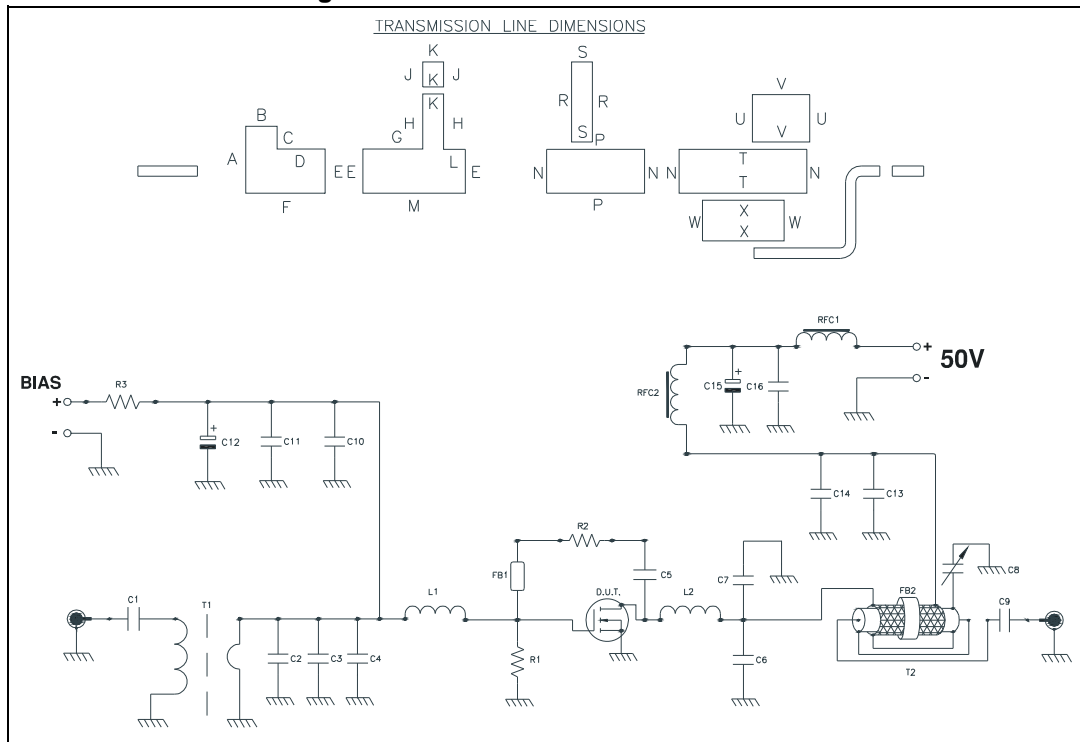 TRANSMISSION LINE DIMENSIONS
K
J K J
K
S
V
B
R R
U U
H H
S
V
C
G
P
A
D
E E
L
E
N
N N
T
N
T
F
M
P
W
X
W
X
RFC1
+
50V
BIAS
R3
+
RFC2
+
C15
C16
-
-
+
C12
C11
C10
C14
C13
R2
FB1
C5
C7
D.U.T.
L2
FB2
C8
C1
T1
L1
C9
C2
C3
C4
R1
C6
T2